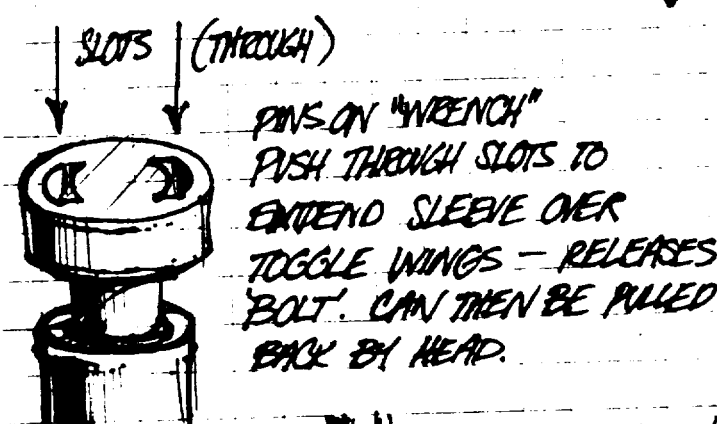 SLOTS (THROUGH)
PINS ON "WRENCH"
PUSH THROUGH SLOTS TO
EXTEND SLEEVE OVER
TOGGLE WINGS — RELEASES
'BOLT'. CAN THEN BE PULLED
BACK BY HEAD.